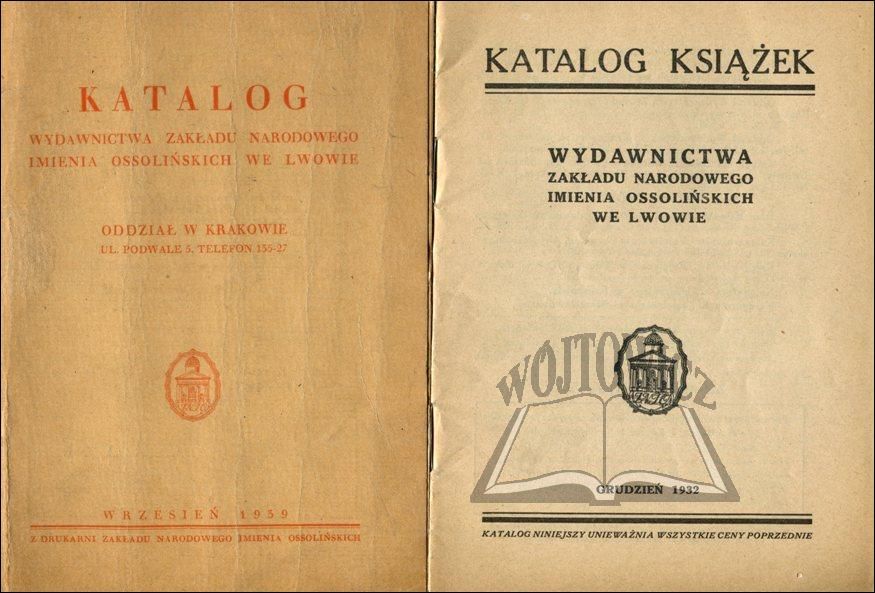 KATALOG
WYDAWNICTWA ZAKŁADU NARODOWEGO
IMIENIA OSSOLIŃSKICH WE LWOWIE
ODDZIAŁ W KRAKOWIE
UL. PODWALE 5. TELEFON 155-27
WRZESIEŃ 1939
Z DRUKARNI ZAKŁADU NARODOWEGO IMIENIA OSSOLIŃSKICH
KATALOG KSIĄŻEK
WYDAWNICTWA
ZAKŁADU NARODOWEGO
IMIENIA OSSOLIŃSKICH
WE LWOWIE
GRUDZIEŃ 1932
KATALOG NINIEJSZY UNIEWAŻNIA WSZYSTKIE CENY POPRZEDNIE